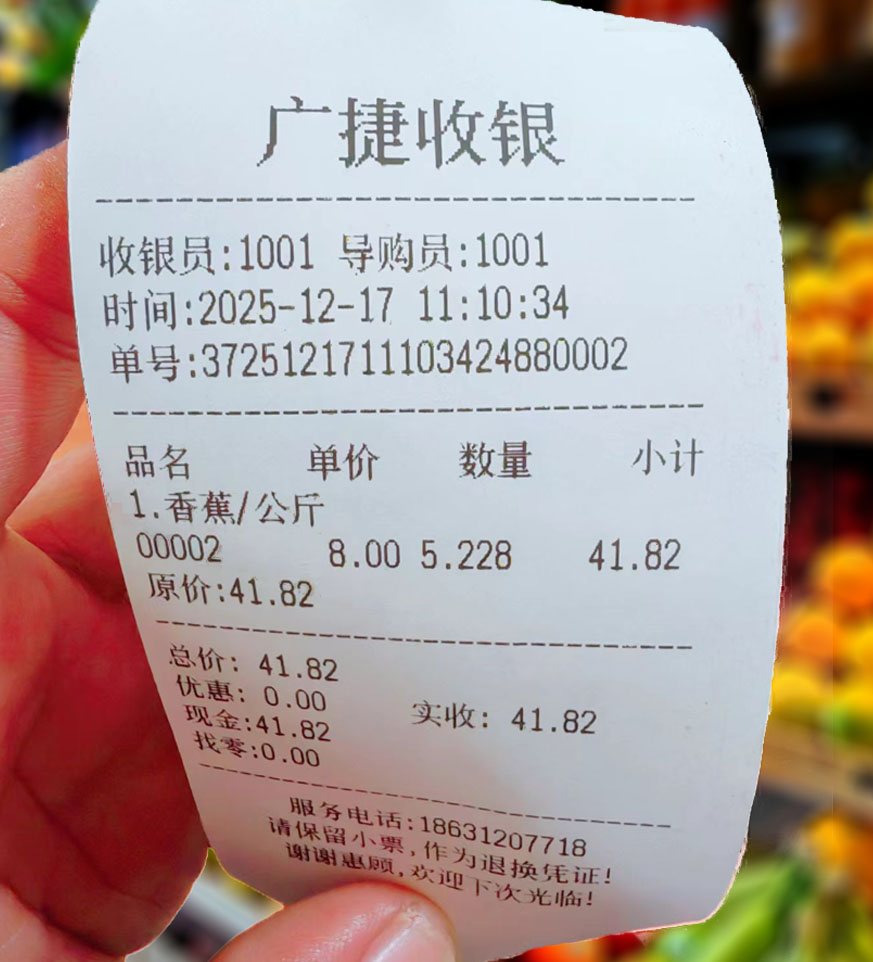 广捷收银
收银员:1001 导购员:1001
时间:2025-12-17 11:10:34
单号:3725121711103424880002
品名 单价 数量 小计
1.香蕉/公斤
00002 8.00 5.228 41.82
原价:41.82
总价: 41.82
优惠: 0.00 实收: 41.82
现金:41.82
找零:0.00
服务电话:18631207718
请保留小票,作为退换凭证!
谢谢惠顾,欢迎下次光临!